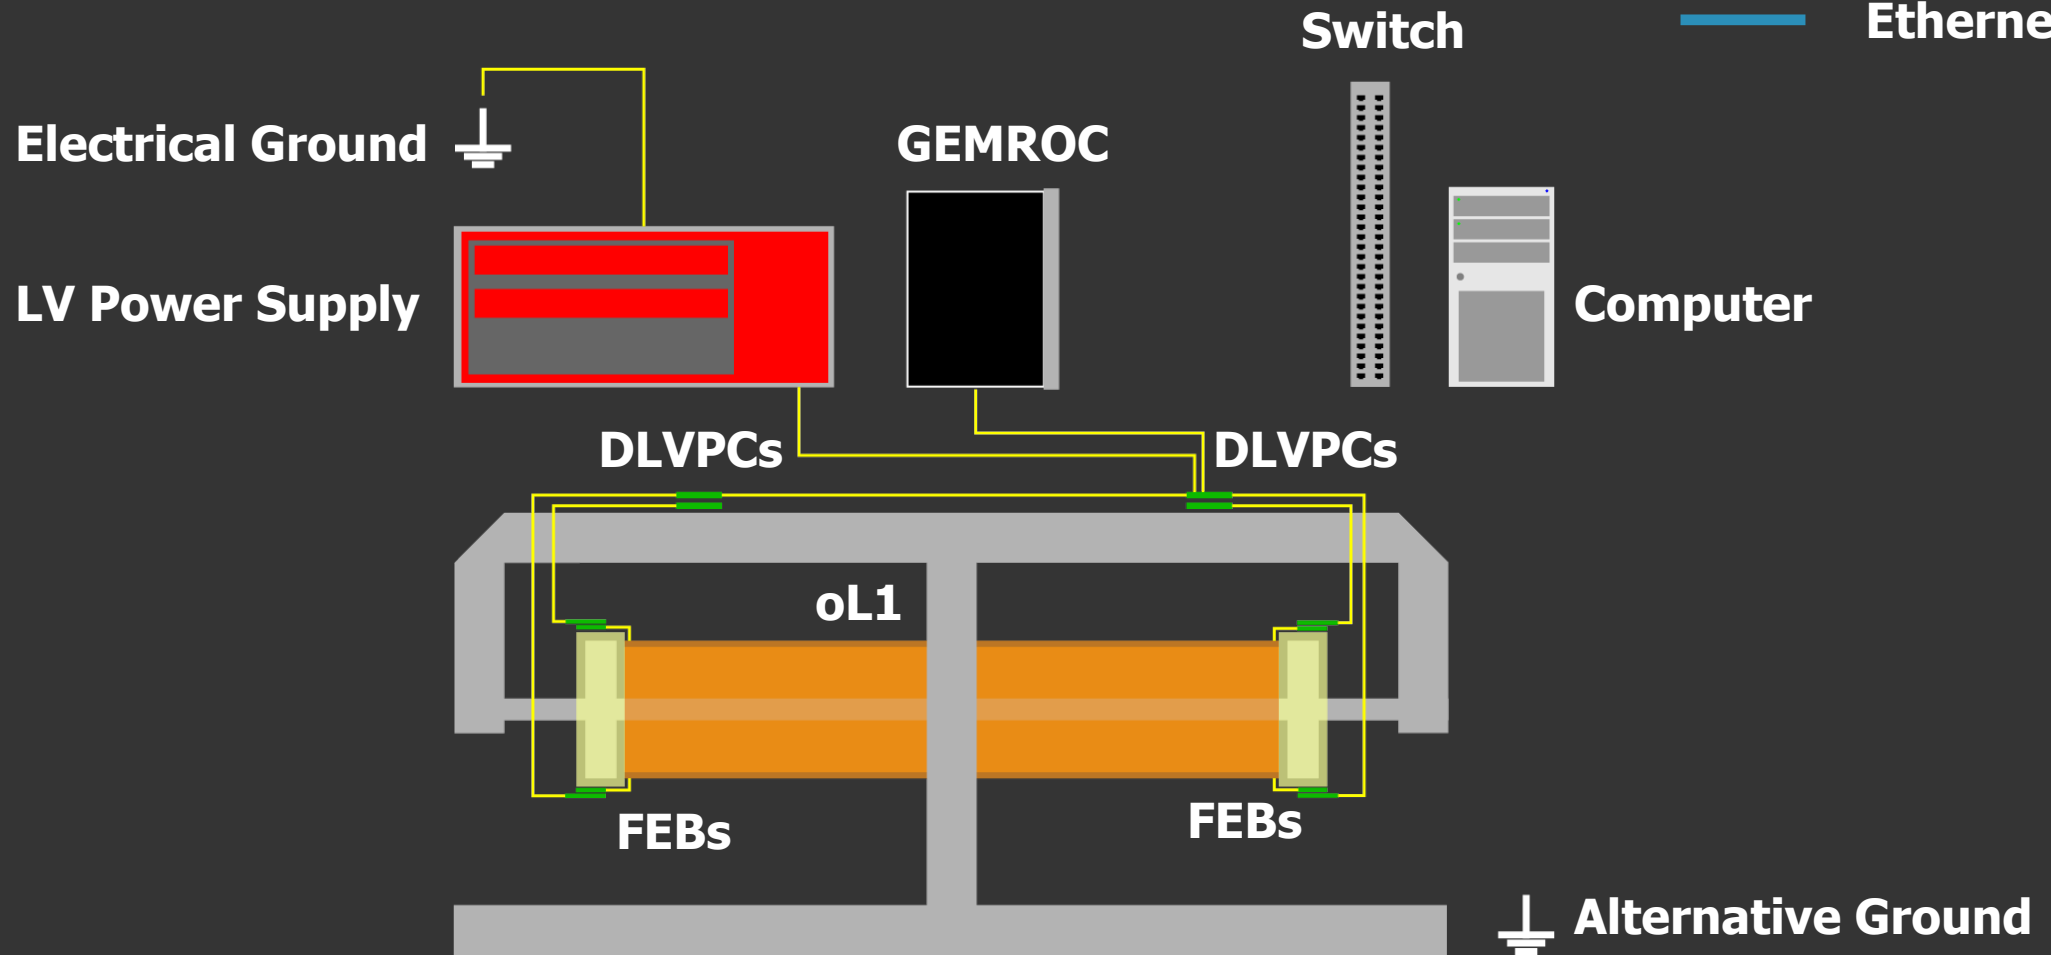 Switch
Etherne
Electrical Ground
GEMROC
LV Power Supply
Computer
DLVPCs
DLVPCs
oL1
FEBs
FEBs
Alternative Ground